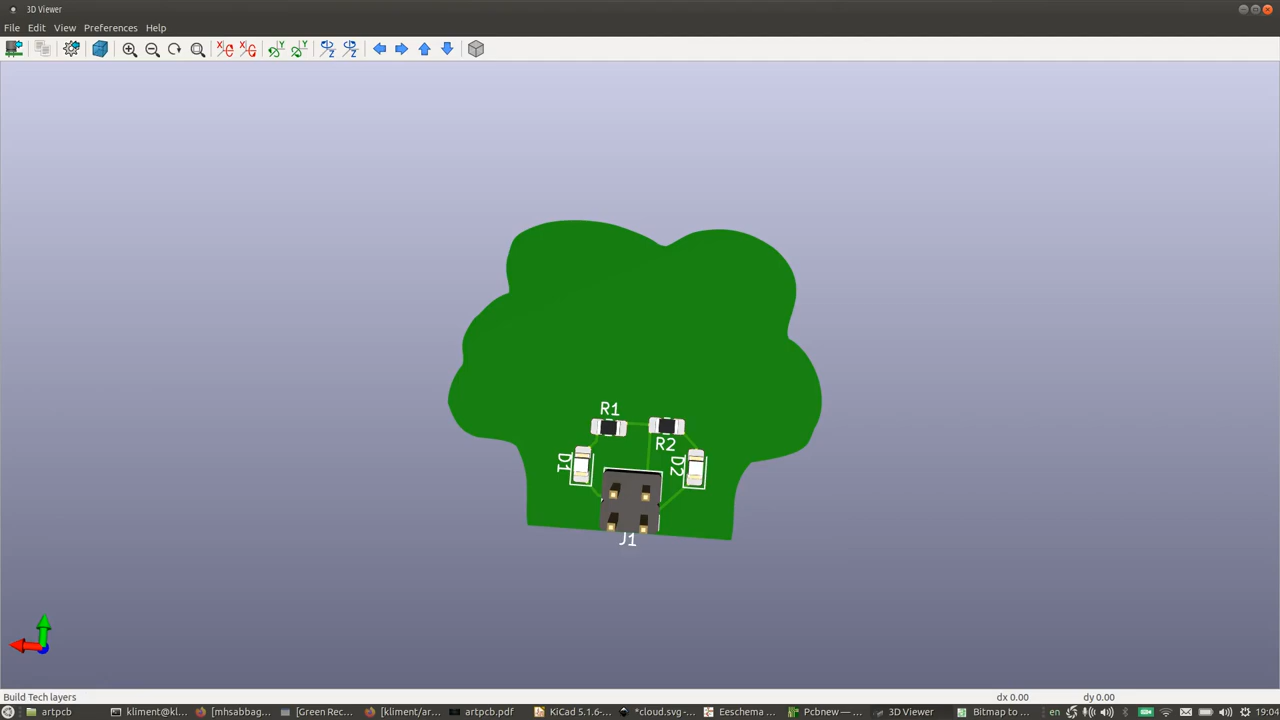 3D Viewer
File Edit View Preferences Help
R1
R2
D1
D2
J1
Build Tech layers
dx 0.00 dy 0.00
artpcb kliment@kl... [mhsabbag... [Green Rec... [kliment/ar... artpcb.pdf KiCad 5.1.6-... *cloud.svg -... Eeschema ... Pcbnew — ... 3D Viewer Bitmap to ... en 19:04